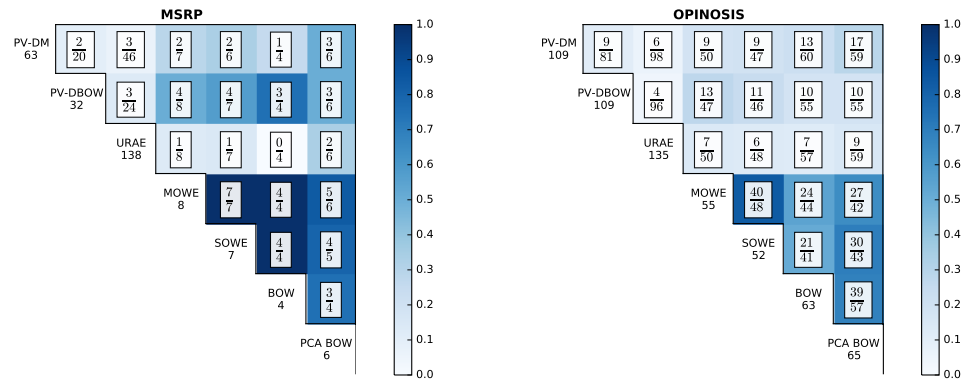 MSRP
PV-DM
63
2/20 3/46 2/7 2/6 1/4 3/6
PV-DBOW
32
3/24 4/8 4/7 3/4 3/6
URAE
138
1/8 1/7 0/4 2/6
MOWE
8
7/7 4/4 5/6
SOWE
7
4/4 4/5
BOW
4
3/4
PCA BOW
6
1.0
0.9
0.8
0.7
0.6
0.5
0.4
0.3
0.2
0.1
0.0
OPINOSIS
PV-DM
109
9/81 6/98 9/50 9/47 13/60 17/59
PV-DBOW
109
4/96 13/47 11/46 10/55 10/55
URAE
135
7/50 6/48 7/57 9/59
MOWE
55
40/48 24/44 27/42
SOWE
52
21/41 30/43
BOW
63
39/57
PCA BOW
65
1.0
0.9
0.8
0.7
0.6
0.5
0.4
0.3
0.2
0.1
0.0